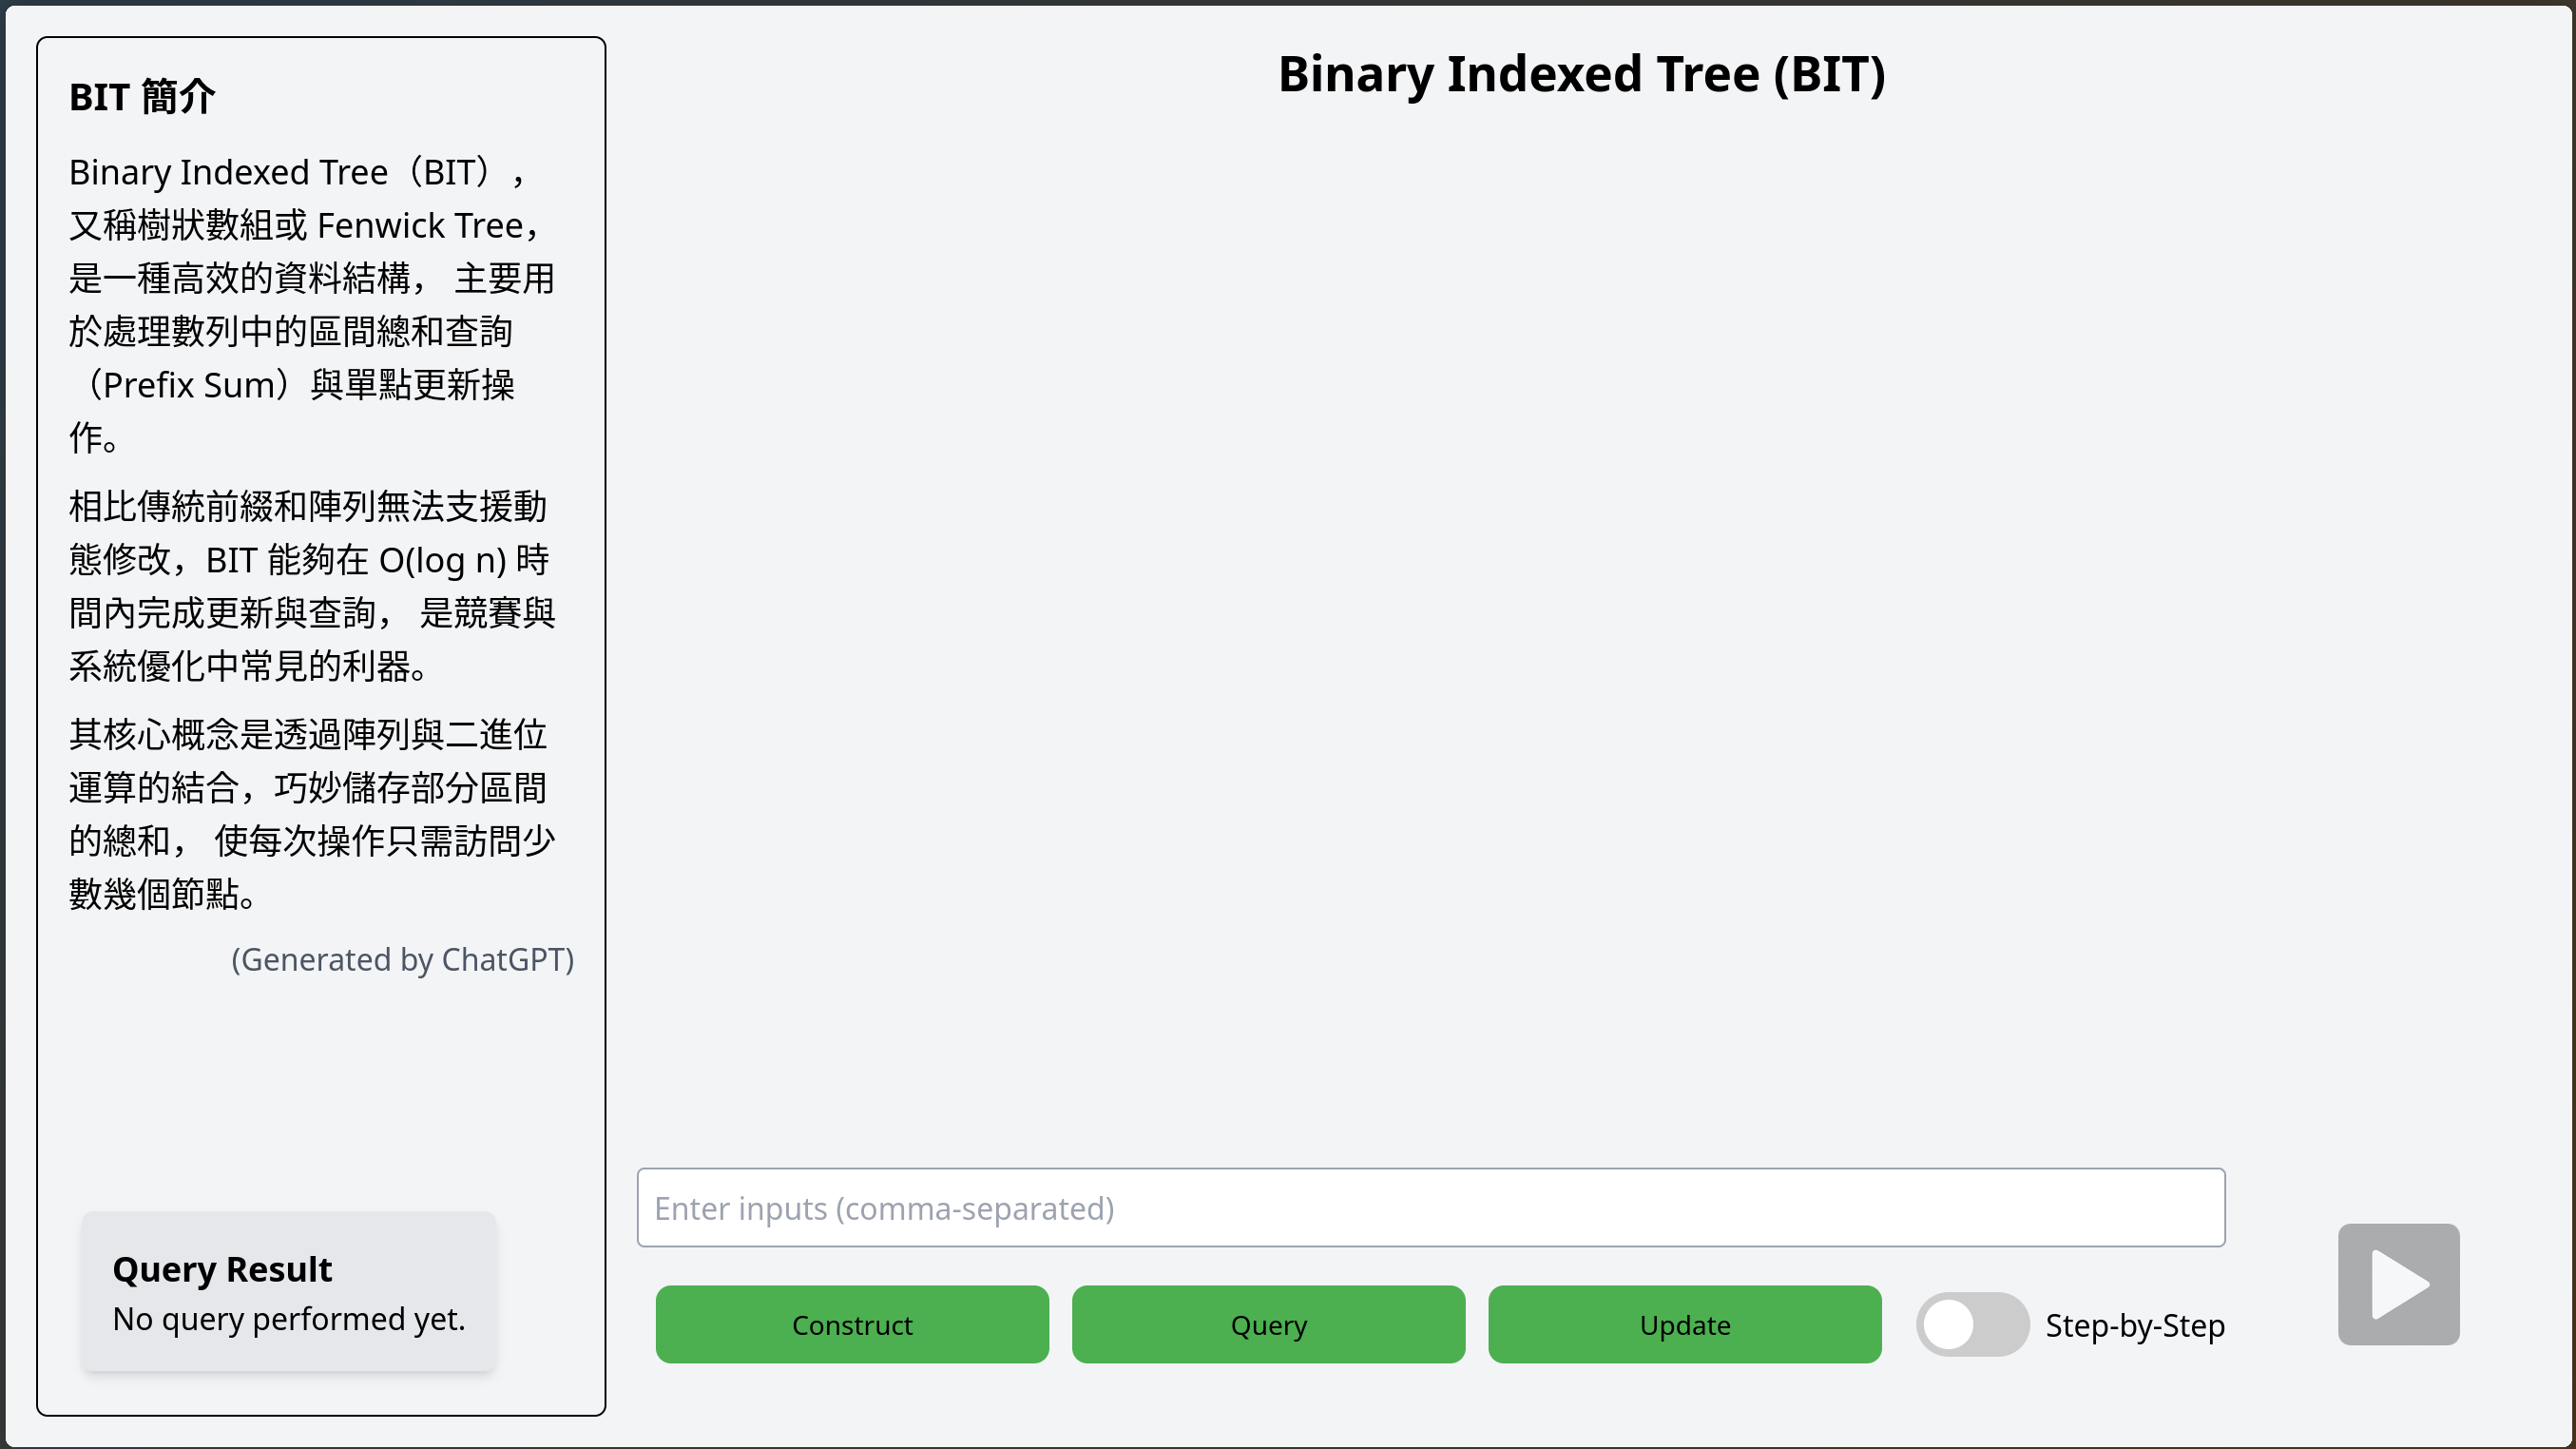 BIT 簡介
Binary Indexed Tree（BIT），
又稱樹狀數組或 Fenwick Tree，
是一種高效的資料結構， 主要用
於處理數列中的區間總和查詢
（Prefix Sum）與單點更新操
作。
相比傳統前綴和陣列無法支援動
態修改，BIT 能夠在 O(log n) 時
間內完成更新與查詢， 是競賽與
系統優化中常見的利器。
其核心概念是透過陣列與二進位
運算的結合，巧妙儲存部分區間
的總和， 使每次操作只需訪問少
數幾個節點。
(Generated by ChatGPT)
Query Result
No query performed yet.
Binary Indexed Tree (BIT)
Enter inputs (comma-separated)
Construct
Query
Update
Step-by-Step